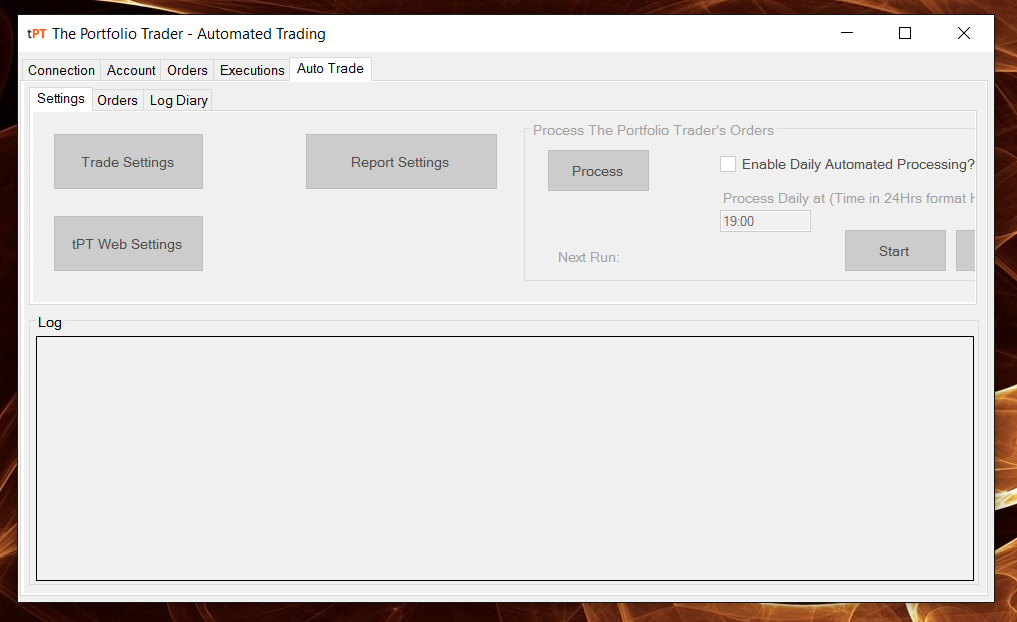 tPT The Portfolio Trader - Automated Trading
Connection Account Orders Executions Auto Trade
Settings Orders Log Diary
Process The Portfolio Trader's Orders
Trade Settings Report Settings Process Enable Daily Automated Processing?
Process Daily at (Time in 24Hrs format
19:00
tPT Web Settings Next Run: Start
Log